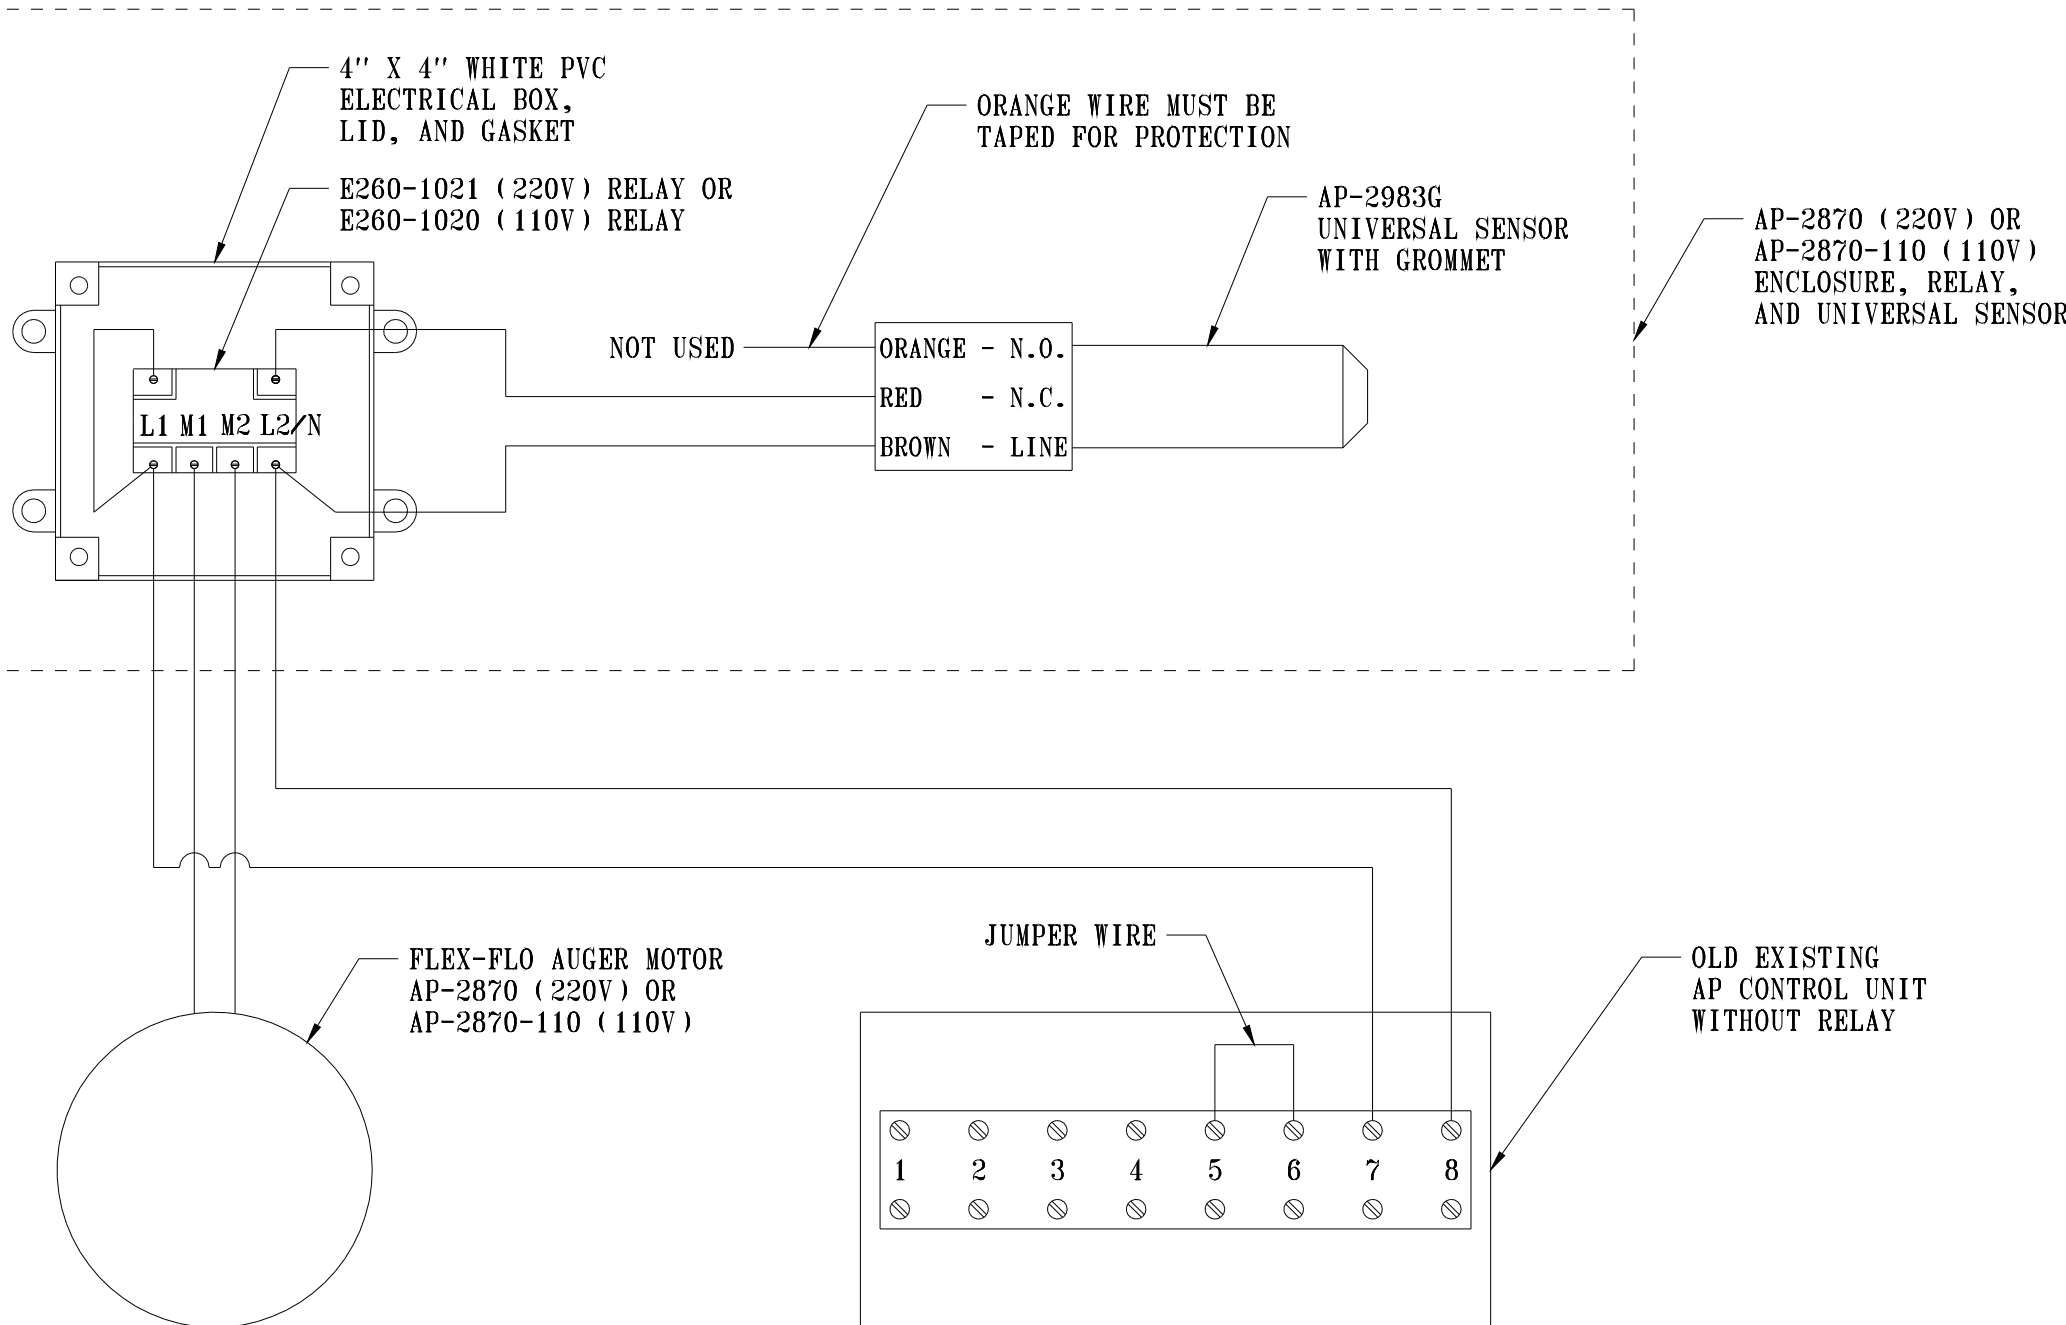 4" X 4" WHITE PVC
ELECTRICAL BOX,
LID, AND GASKET
ORANGE WIRE MUST BE
TAPED FOR PROTECTION
E260-1021 (220V) RELAY OR
E260-1020 (110V) RELAY
AP-2983G
UNIVERSAL SENSOR
WITH GROMMET
AP-2870 (220V) OR
AP-2870-110 (110V)
ENCLOSURE, RELAY,
AND UNIVERSAL SENSOR
NOT USED
ORANGE - N.O.
RED - N.C.
BROWN - LINE
L1 M1 M2 L2/N
JUMPER WIRE
FLEX-FLO AUGER MOTOR
AP-2870 (220V) OR
AP-2870-110 (110V)
OLD EXISTING
AP CONTROL UNIT
WITHOUT RELAY
1 2 3 4 5 6 7 8